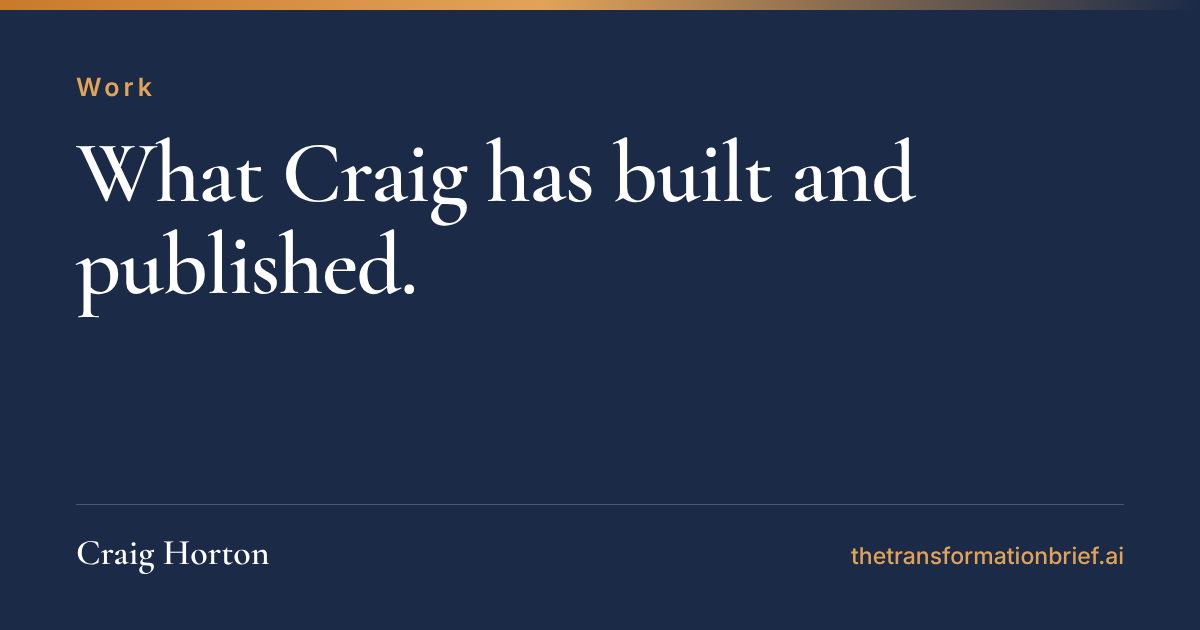 Work
What Craig has built and
published.
Craig Horton
thetransformationbrief.ai